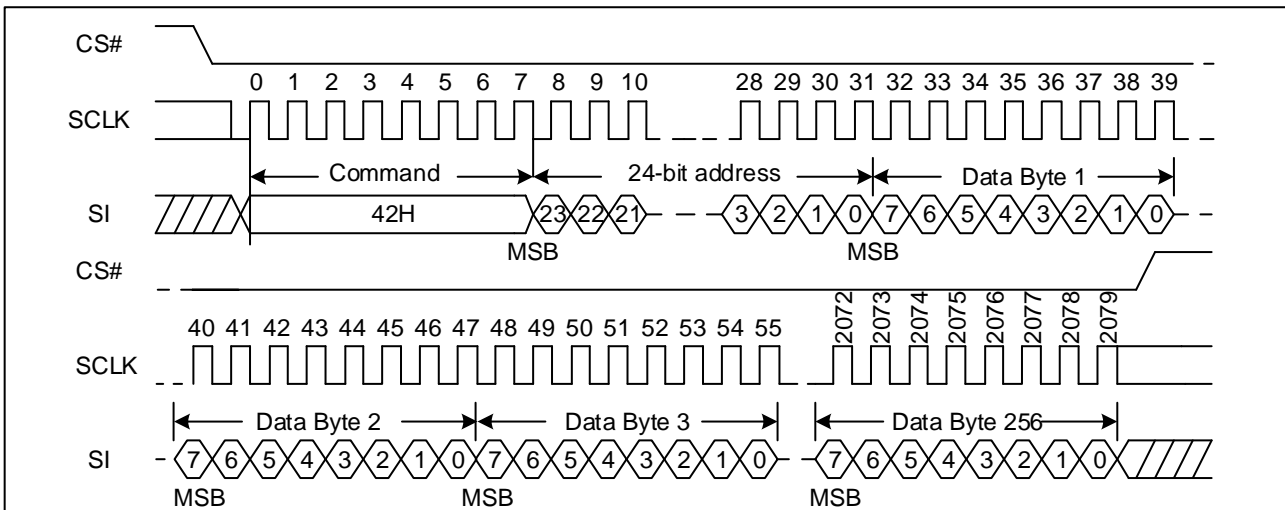 CS#
0 1 2 3 4 5 6 7 8 9 10 28 29 30 31 32 33 34 35 36 37 38 39
SCLK
Command 24-bit address Data Byte 1
SI 42H 23 22 21 3 2 1 0 7 6 5 4 3 2 1 0
MSB MSB
CS#
40 41 42 43 44 45 46 47 48 49 50 51 52 53 54 55 2072 2073 2074 2075 2076 2077 2078 2079
SCLK
Data Byte 2 Data Byte 3 Data Byte 256
SI 7 6 5 4 3 2 1 0 7 6 5 4 3 2 1 0 7 6 5 4 3 2 1 0
MSB MSB MSB